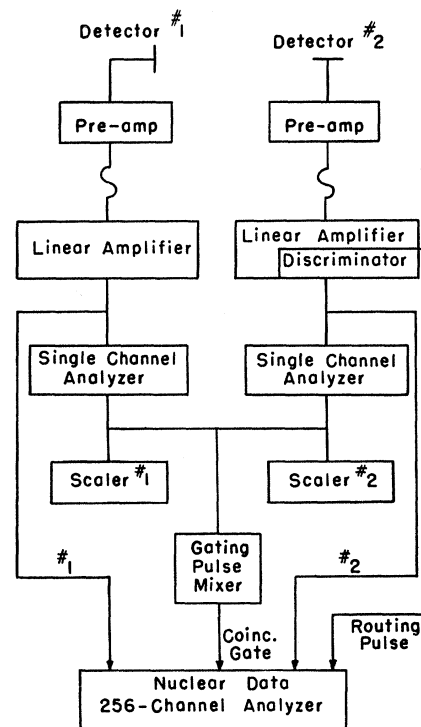 Detector #1
Detector #2
Pre-amp
Pre-amp
Linear Amplifier
Linear Amplifier
Discriminator
Single Channel
Analyzer
Single Channel
Analyzer
Scaler #1
Scaler #2
Gating
Pulse
Mixer
#1
#2
Coinc.
Gate
Routing
Pulse
Nuclear Data
256-Channel Analyzer